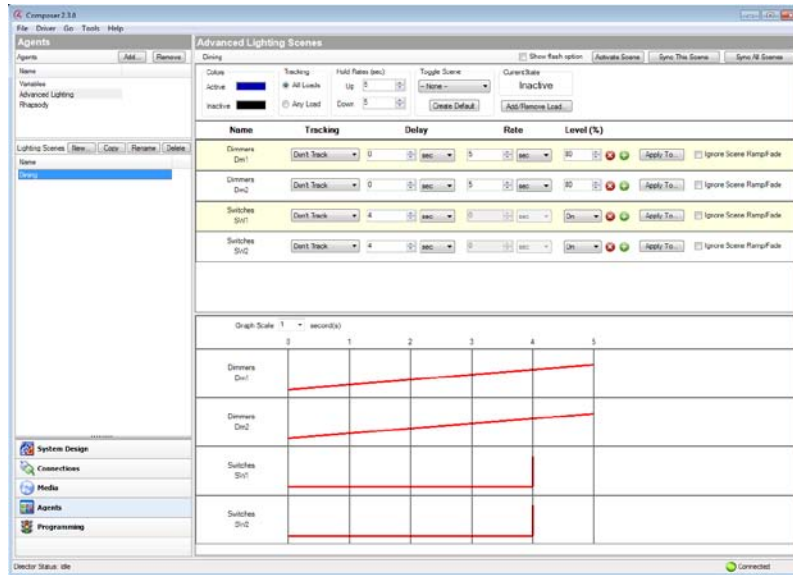 Composer 2.3.0
File Driver Go Tools Help
Agents
Agents Add... Remove
Name
Variables
Advanced Lighting
Rhapsody
Lighting Scenes New... Copy Rename Delete
Name
Dining
System Design
Connections
Media
Agents
Programming
Director Status: idle
Advanced Lighting Scenes
Dining Show flash option Activate Scene Sync This Scene Sync All Scenes
Colors Tracking Hold Rates (sec) Toggle Scene Current State
Active All Loads Up 5 -- None -- Inactive
Inactive Any Load Down 5 Create Default Add/Remove Load...
Name Tracking Delay Rate Level (%)
Dimmers
Dm1 Don't Track 0 sec 5 sec 80 Apply To... Ignore Scene Ramp/Fade
Dimmers
Dm2 Don't Track 0 sec 5 sec 80 Apply To... Ignore Scene Ramp/Fade
Switches
SW1 Don't Track 4 sec 0 sec On Apply To... Ignore Scene Ramp/Fade
Switches
SW2 Don't Track 4 sec 0 sec On Apply To... Ignore Scene Ramp/Fade
Graph Scale 1 second(s)
0 1 2 3 4 5
Dimmers
Dm1
Dimmers
Dm2
Switches
SW1
Switches
SW2
Connected